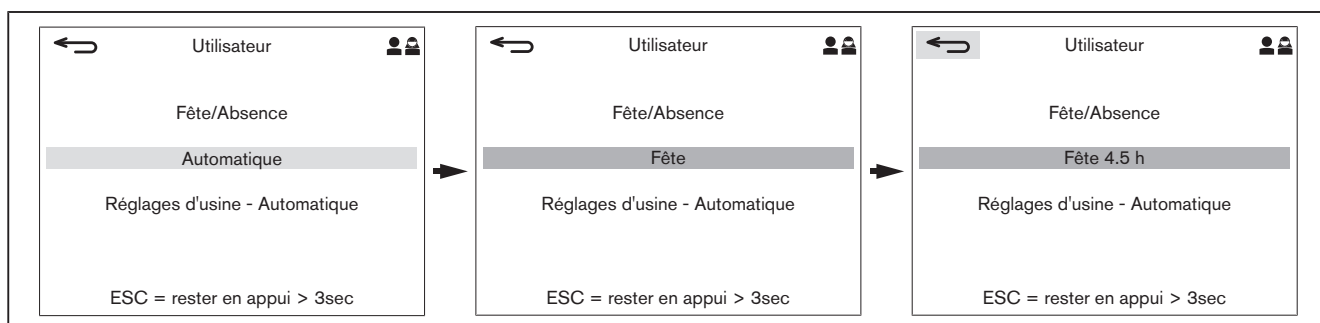 Utilisateur
Fête/Absence
Automatique
Réglages d'usine - Automatique
ESC = rester en appui > 3sec
Utilisateur
Fête/Absence
Fête
Réglages d'usine - Automatique
ESC = rester en appui > 3sec
Utilisateur
Fête/Absence
Fête 4.5 h
Réglages d'usine - Automatique
ESC = rester en appui > 3sec